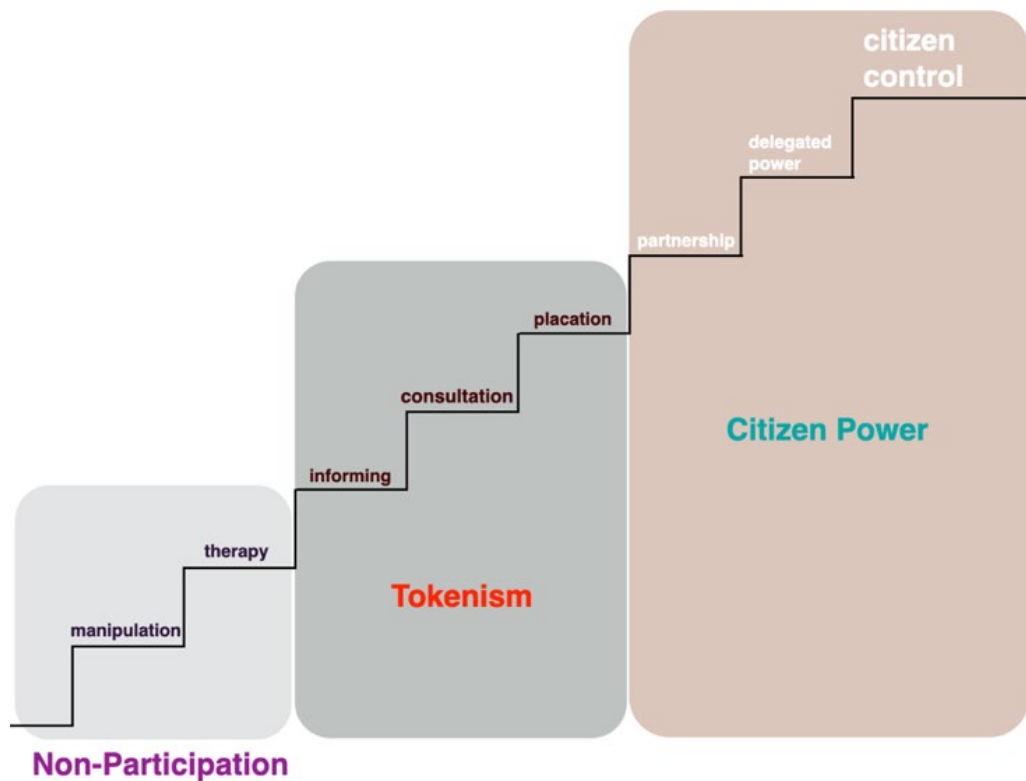 citizen
control
delegated
power
partnership
placation
consultation
Citizen Power
informing
therapy
Tokenism
manipulation
Non-Participation